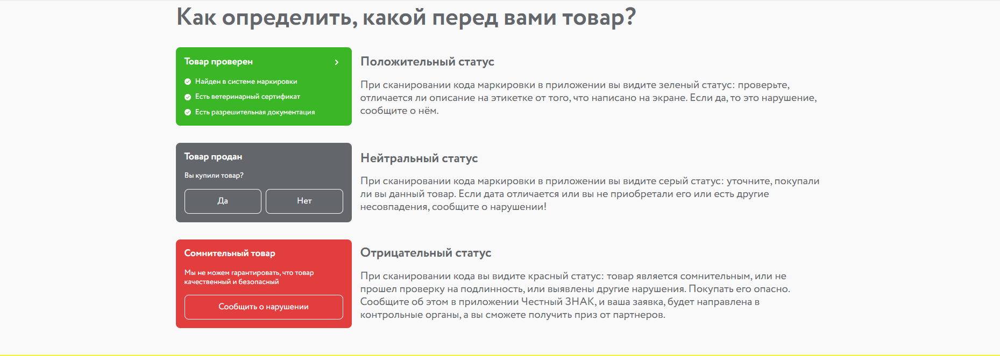 Как определить, какой перед вами товар?
Товар проверен
Найден в системе маркировки
Есть ветеринарный сертификат
Есть разрешительная документация
Положительный статус
При сканировании кода маркировки в приложении вы видите зеленый статус: проверьте,
отличается ли описание на этикетке от того, что написано на экране. Если да, то это нарушение,
сообщите о нём.
Товар продан
Вы купили товар?
Да
Нет
Нейтральный статус
При сканировании кода маркировки в приложении вы видите серый статус: уточните, покупали
ли вы данный товар. Если дата отличается или вы не приобретали его или есть другие
несовпадения, сообщите о нарушении!
Сомнительный товар
Мы не можем гарантировать, что товар
качественный и безопасный
Сообщить о нарушении
Отрицательный статус
При сканировании кода вы видите красный статус: товар является сомнительным, или не
прошел проверку на подлинность, или выявлены другие нарушения. Покупать его опасно.
Сообщите об этом в приложении Честный ЗНАК, и ваша заявка, будет направлена в
контрольные органы, а вы сможете получить приз от партнеров.